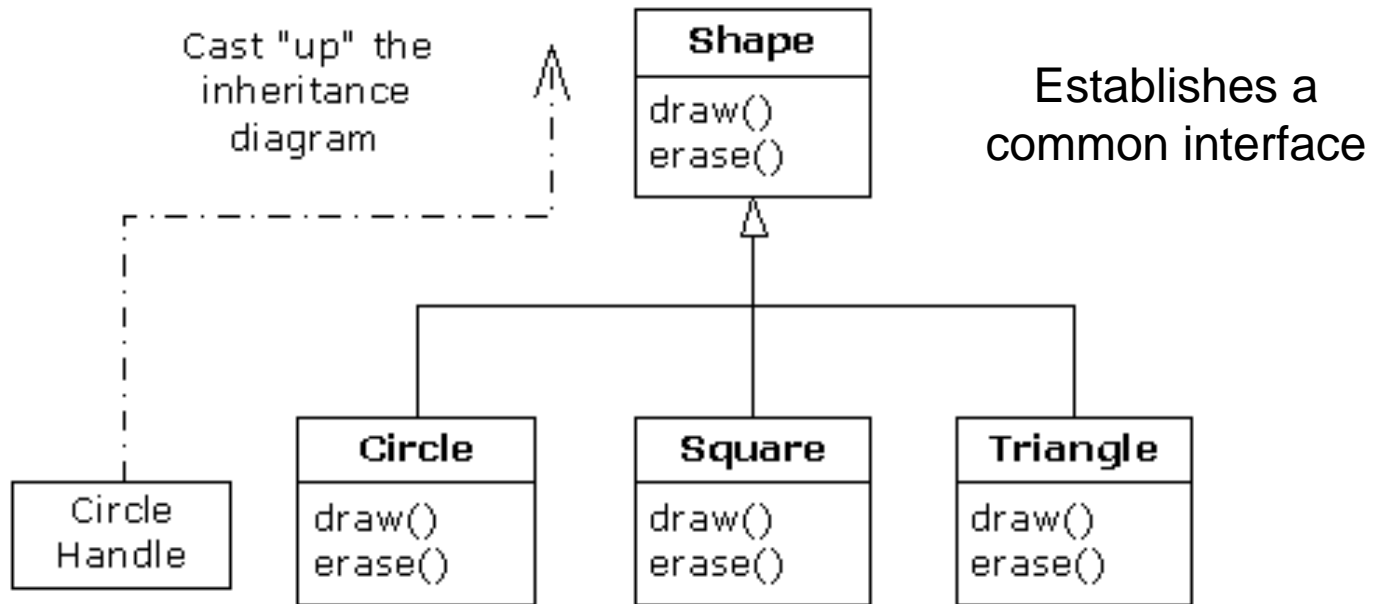 Cast "up" the
inheritance
diagram
Shape
draw()
erase()
Establishes a
common interface
Circle
Handle
Circle
draw()
erase()
Square
draw()
erase()
Triangle
draw()
erase()